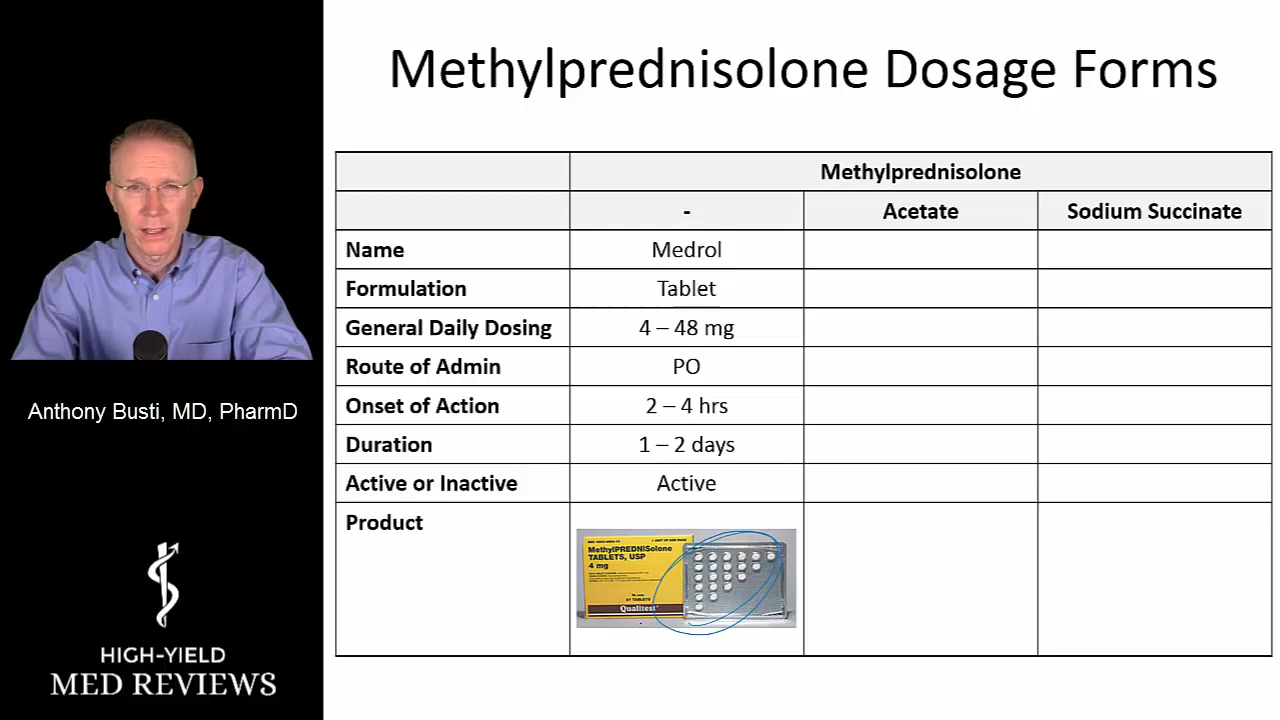 Methylprednisolone Dosage Forms
Methylprednisolone
- Acetate Sodium Succinate
Name Medrol
Formulation Tablet
General Daily Dosing 4 – 48 mg
Route of Admin PO
Onset of Action 2 – 4 hrs
Duration 1 – 2 days
Active or Inactive Active
Product
MethylPREDNISolone
TABLETS, USP
4 mg
Qualitest
Anthony Busti, MD, PharmD
HIGH-YIELD
MED REVIEWS